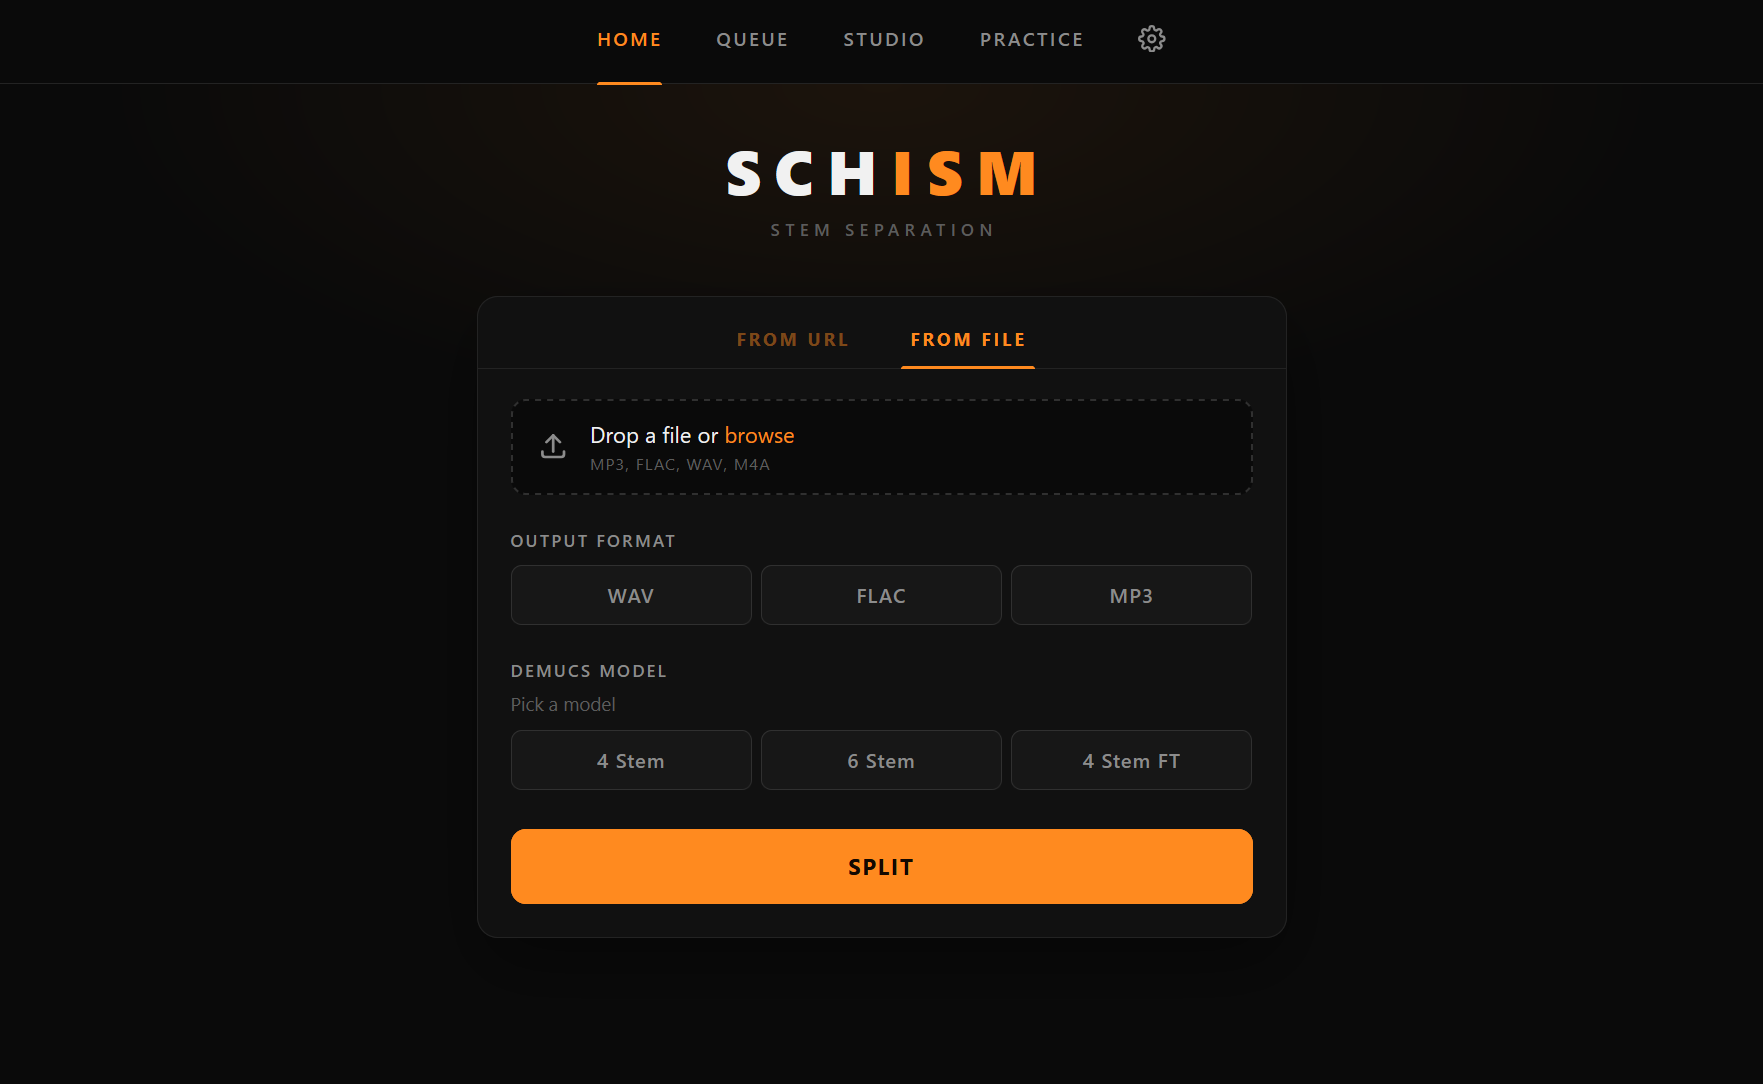 HOME QUEUE STUDIO PRACTICE
SCHISM
STEM SEPARATION
FROM URL FROM FILE
Drop a file or browse
MP3, FLAC, WAV, M4A
OUTPUT FORMAT
WAV FLAC MP3
DEMUCS MODEL
Pick a model
4 Stem 6 Stem 4 Stem FT
SPLIT